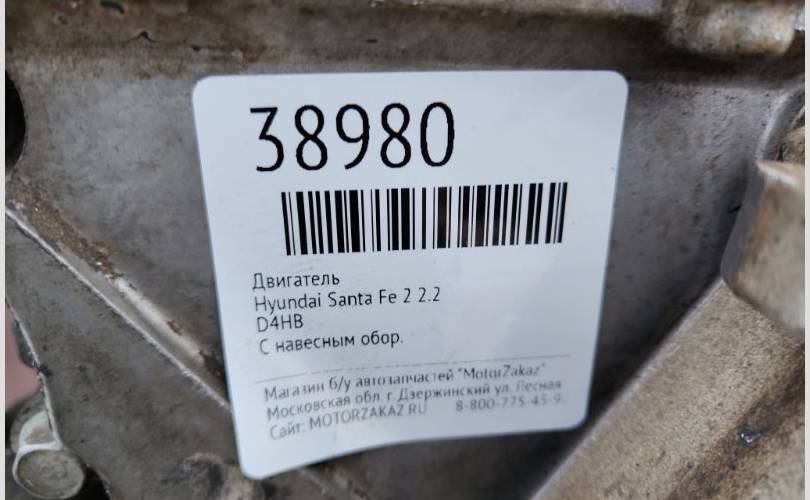 38980
Двигатель
Hyundai Santa Fe 2 2.2
D4HB
С навесным обор.
Магазин б/у автозапчастей "MotorZakaz"
Московская обл. г. Дзержинский ул. Лесная
Сайт: MOTORZAKAZ.RU 8-800-775-45-9